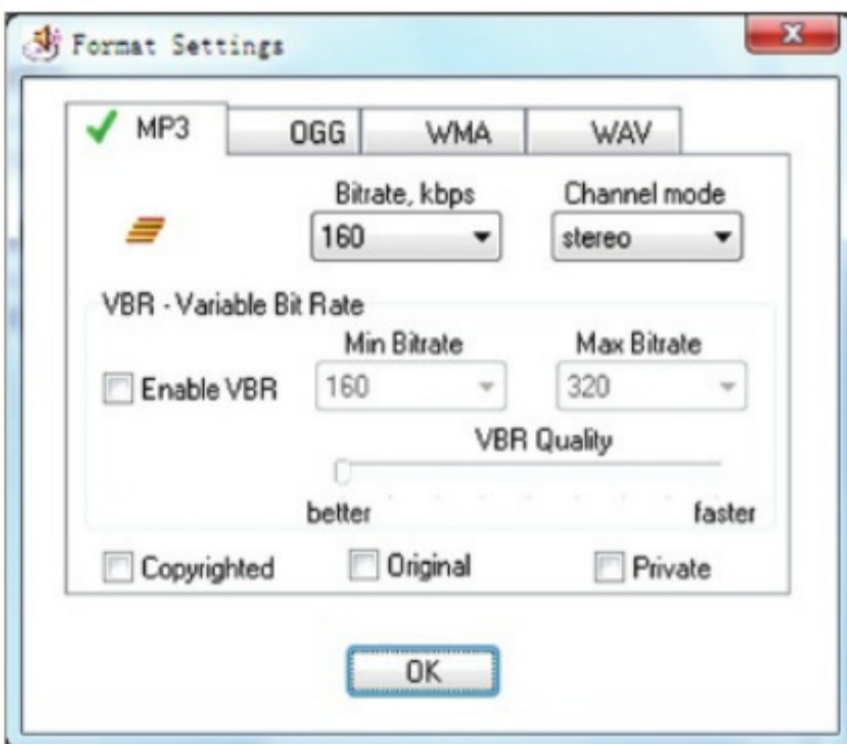 Format Settings
MP3 OGG WMA WAV
Bitrate, kbps Channel mode
160 stereo
VBR - Variable Bit Rate
Min Bitrate Max Bitrate
Enable VBR 160 320
VBR Quality
better faster
Copyrighted Original Private
OK